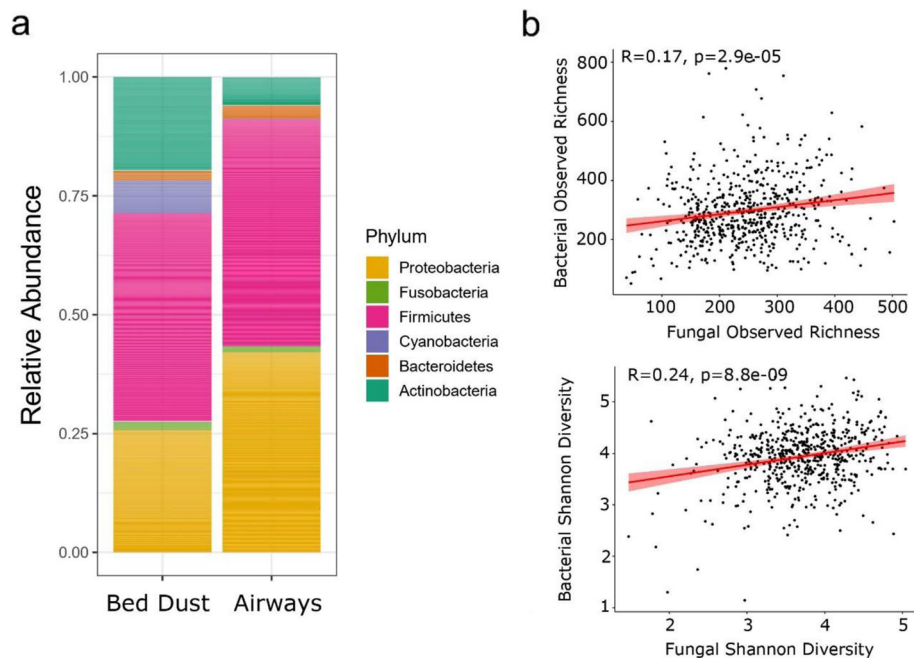 a
Relative Abundance
1.00
0.75
0.50
0.25
0.00
Bed Dust
Airways
Phylum
Proteobacteria
Fusobacteria
Firmicutes
Cyanobacteria
Bacteroidetes
Actinobacteria
b
R=0.17, p=2.9e-05
Bacterial Observed Richness
800
600
400
200
100 200 300 400 500
Fungal Observed Richness
R=0.24, p=8.8e-09
Bacterial Shannon Diversity
5
4
3
2
1
2 3 4 5
Fungal Shannon Diversity